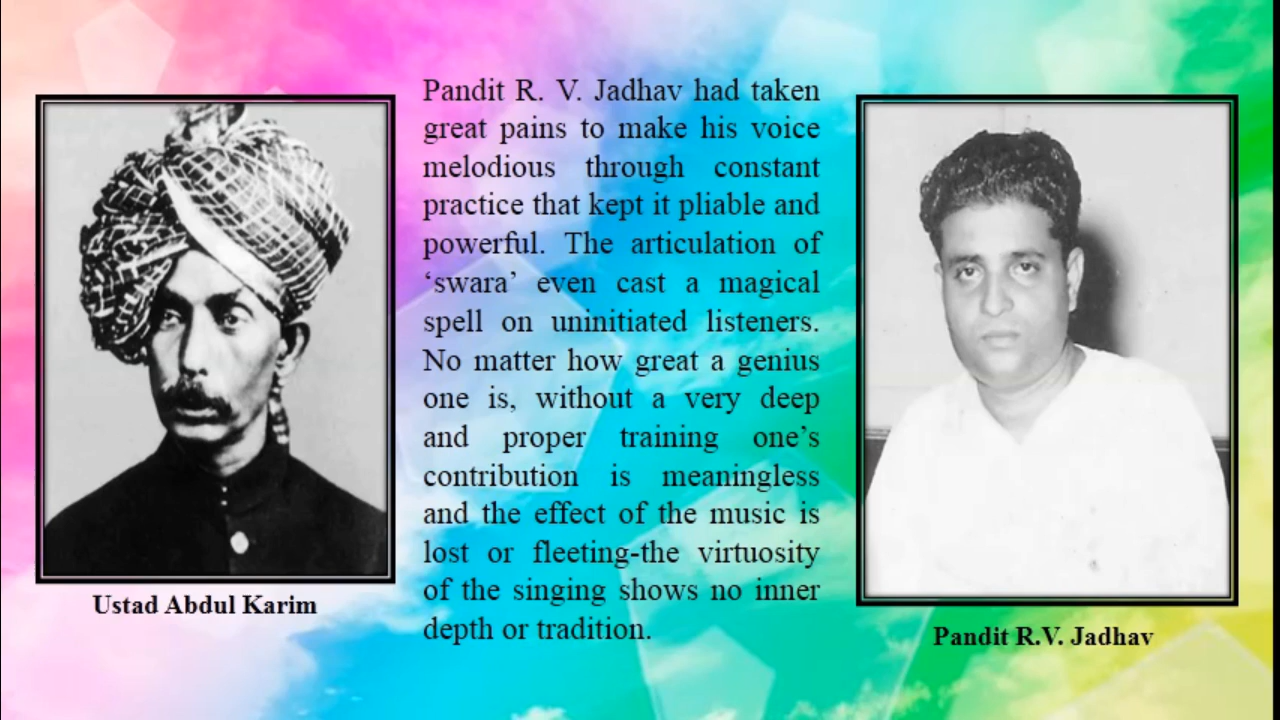 Pandit R. V. Jadhav had taken
great pains to make his voice
melodious through constant
practice that kept it pliable and
powerful. The articulation of
‘swara’ even cast a magical
spell on uninitiated listeners.
No matter how great a genius
one is, without a very deep
and proper training one’s
contribution is meaningless
and the effect of the music is
lost or fleeting-the virtuosity
of the singing shows no inner
depth or tradition.
Ustad Abdul Karim
Pandit R.V. Jadhav